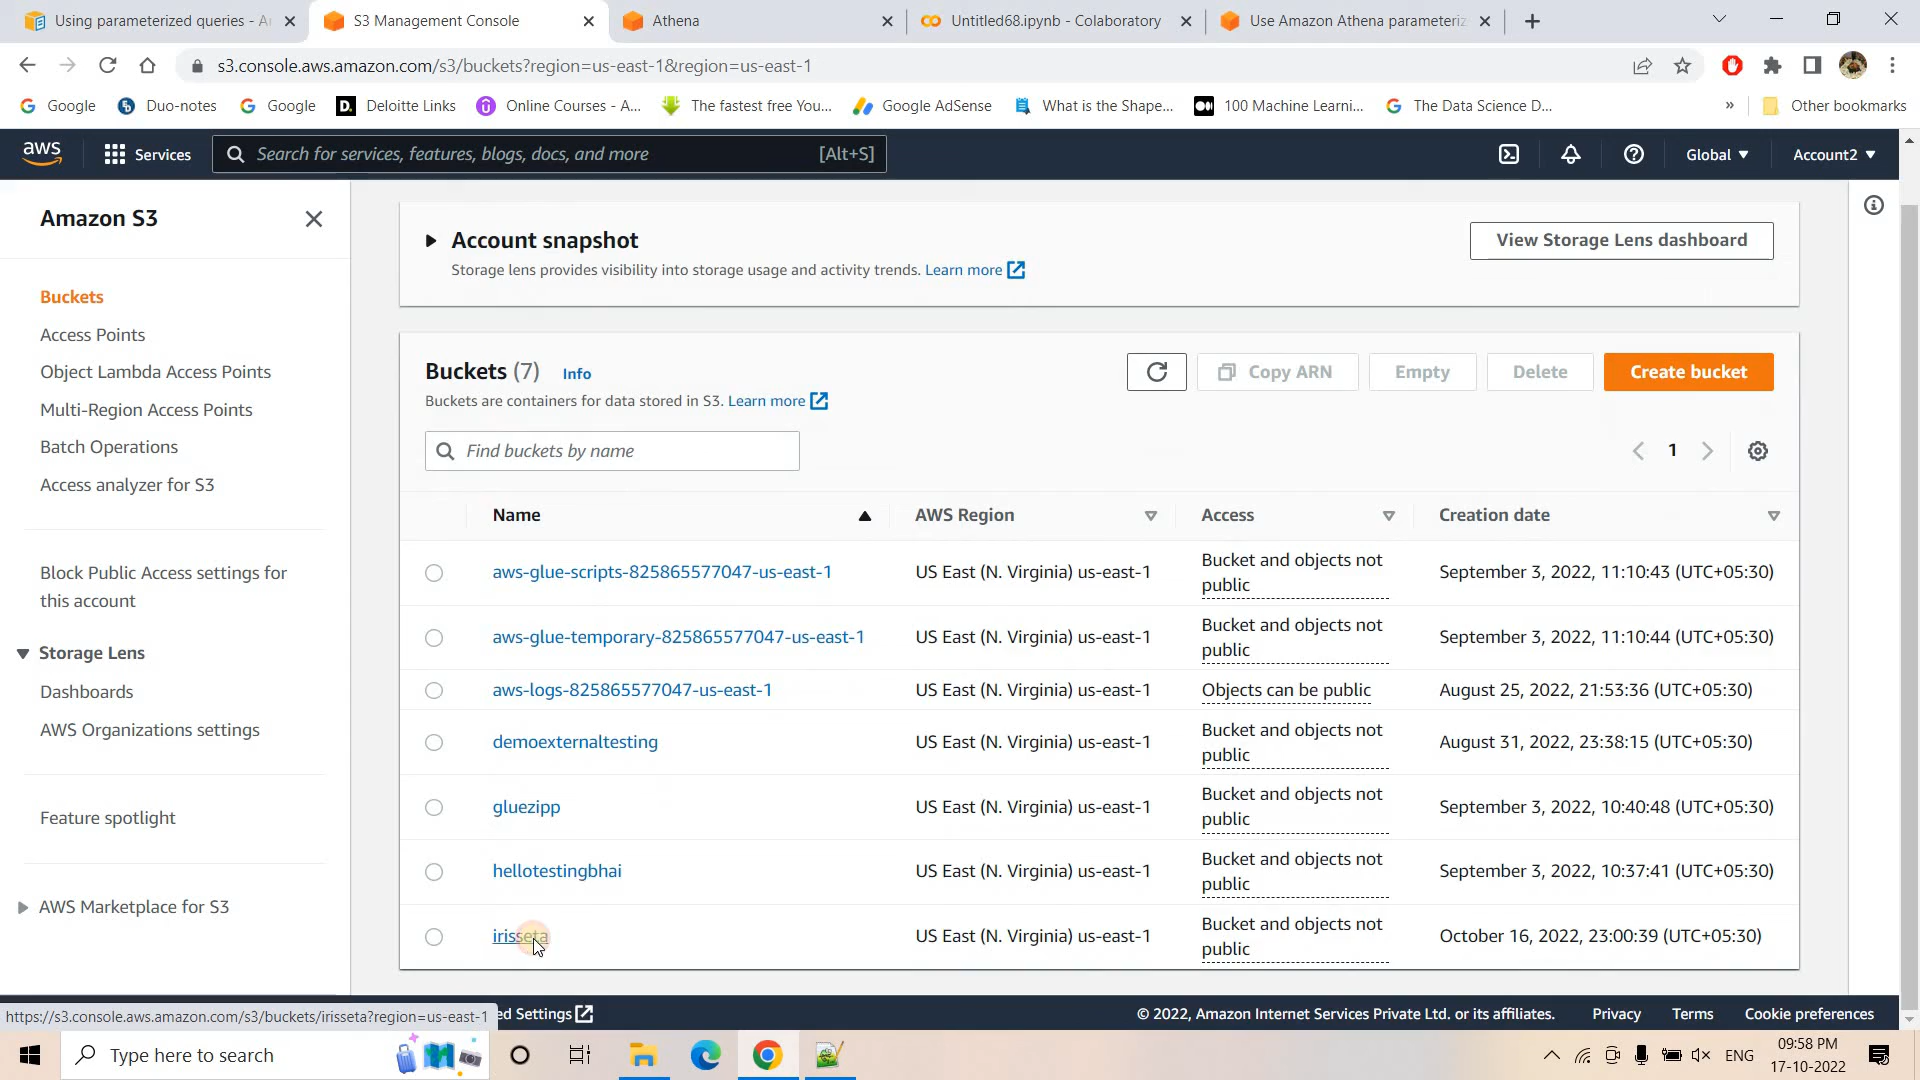 Using parameterized queries - A
S3 Management Console
Athena
Untitled68.ipynb - Colaboratory
Use Amazon Athena parameteriz
s3.console.aws.amazon.com/s3/buckets?region=us-east-1&region=us-east-1
Google
Duo-notes
Google
Deloitte Links
Online Courses - A...
The fastest free You...
Google AdSense
What is the Shape...
100 Machine Learni...
The Data Science D...
»
Other bookmarks
aws
Services
Search for services, features, blogs, docs, and more
[Alt+S]
Global
Account2
Amazon S3
Buckets
Access Points
Object Lambda Access Points
Multi-Region Access Points
Batch Operations
Access analyzer for S3
Block Public Access settings for
this account
Storage Lens
Dashboards
AWS Organizations settings
Feature spotlight
AWS Marketplace for S3
Account snapshot
View Storage Lens dashboard
Storage lens provides visibility into storage usage and activity trends. Learn more
Buckets (7) Info
Copy ARN
Empty
Delete
Create bucket
Buckets are containers for data stored in S3. Learn more
Find buckets by name
1
Name
AWS Region
Access
Creation date
aws-glue-scripts-825865577047-us-east-1
US East (N. Virginia) us-east-1
Bucket and objects not
public
September 3, 2022, 11:10:43 (UTC+05:30)
aws-glue-temporary-825865577047-us-east-1
US East (N. Virginia) us-east-1
Bucket and objects not
public
September 3, 2022, 11:10:44 (UTC+05:30)
aws-logs-825865577047-us-east-1
US East (N. Virginia) us-east-1
Objects can be public
August 25, 2022, 21:53:36 (UTC+05:30)
demoexternaltesting
US East (N. Virginia) us-east-1
Bucket and objects not
public
August 31, 2022, 23:38:15 (UTC+05:30)
gluezipp
US East (N. Virginia) us-east-1
Bucket and objects not
public
September 3, 2022, 10:40:48 (UTC+05:30)
hellotestingbhai
US East (N. Virginia) us-east-1
Bucket and objects not
public
September 3, 2022, 10:37:41 (UTC+05:30)
irisseta
US East (N. Virginia) us-east-1
Bucket and objects not
public
October 16, 2022, 23:00:39 (UTC+05:30)
https://s3.console.aws.amazon.com/s3/buckets/irisseta?region=us-east-1
ed Settings
© 2022, Amazon Internet Services Private Ltd. or its affiliates.
Privacy
Terms
Cookie preferences
Type here to search
ENG
09:58 PM
17-10-2022